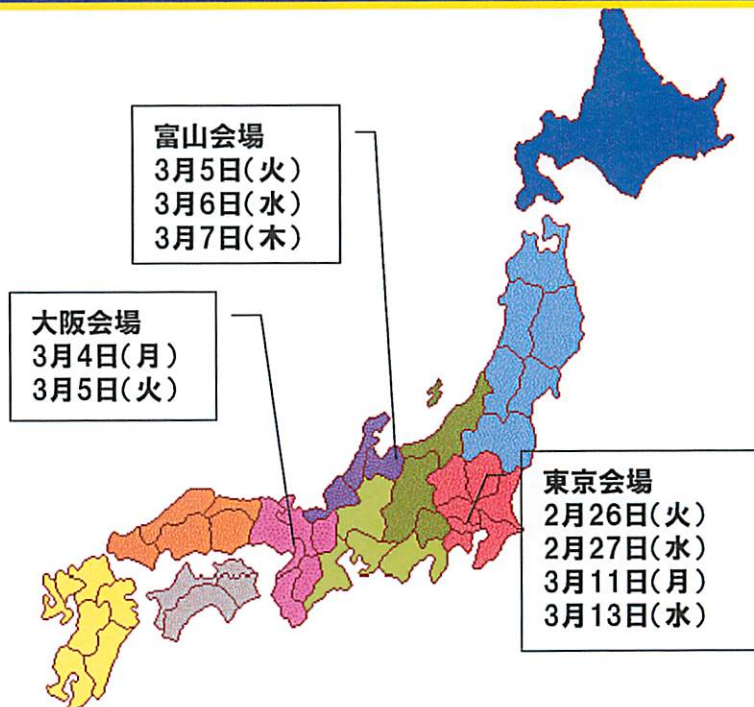 富山会場
3月5日(火)
3月6日(水)
3月7日(木)
大阪会場
3月4日(月)
3月5日(火)
東京会場
2月26日(火)
2月27日(水)
3月11日(月)
3月13日(水)